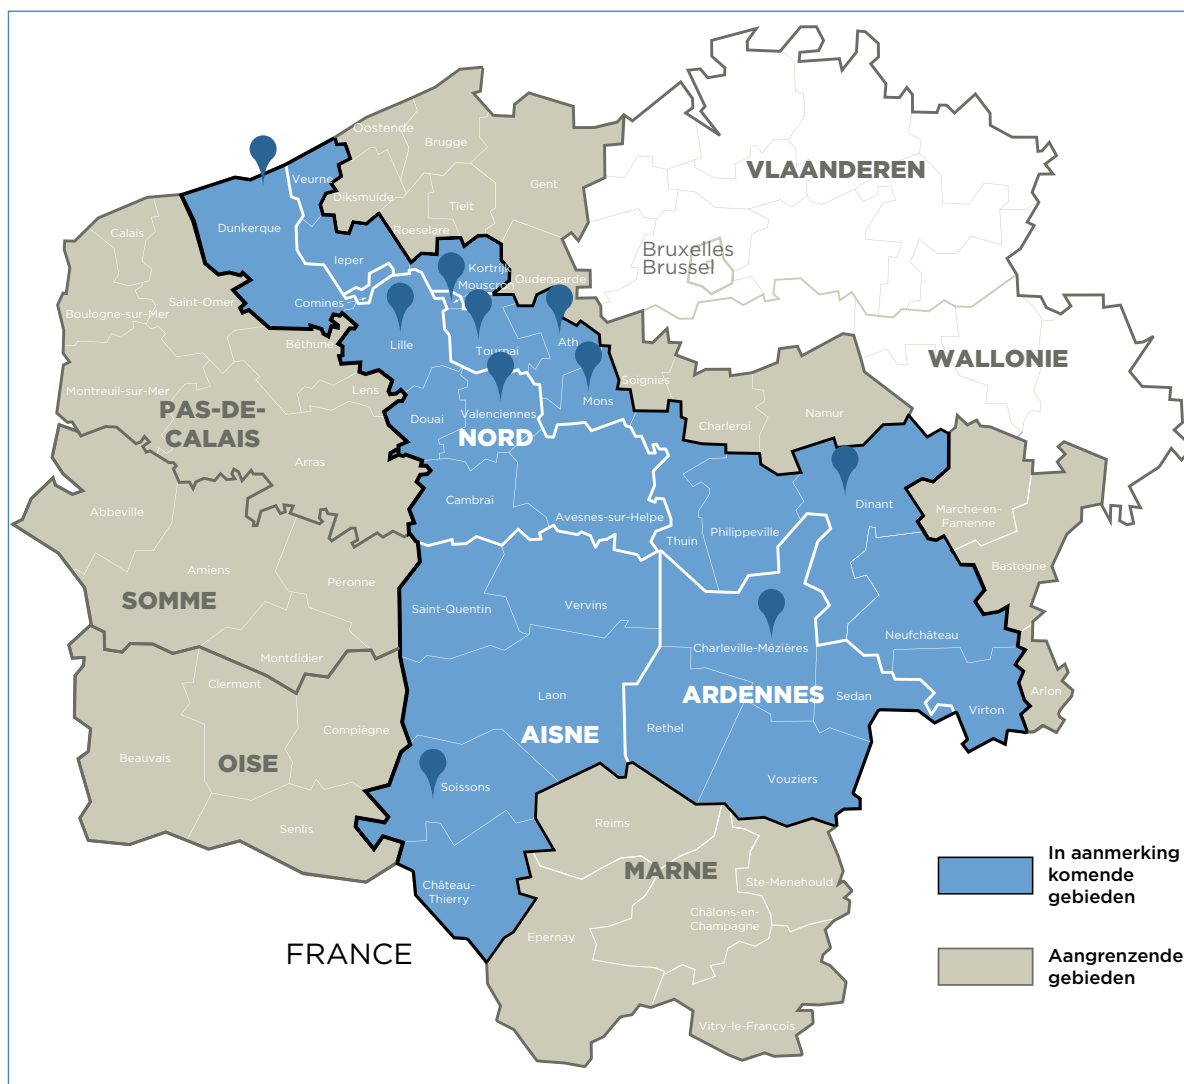 Oostende
Brugge
VLAANDEREN
Veurne
Gent
Diksmuide
Tielt
Dunkerque
Calais
Roeselare
Bruxelles
Brussel
Ieper
Kortrijk
Oudenaarde
Mouscron
Saint-Omer
Comines
Boulogne-sur-Mer
Béthune
Lille
Tournai
Ath
WALLONIE
Soignies
Montreuil-sur-Mer
Lens
Mons
PAS-DE-
CALAIS
Douai
Valenciennes
Namur
Charleroi
NORD
Arras
Cambrai
Dinant
Abbeville
Avesnes-sur-Helpe
Marche-en-
Famenne
Thuin
Philippeville
Amiens
Péronne
Bastogne
SOMME
Saint-Quentin
Vervins
Neufchâteau
Montdidier
Charleville-Mézières
Clermont
Laon
ARDENNES
Sedan
Arlon
Virton
Compiègne
AISNE
Rethel
Beauvais
OISE
Soissons
Vouziers
Senlis
Reims
MARNE
In aanmerking
komende
gebieden
Château-
Thierry
Ste-Menehould
Châlons-en-
Champagne
Epernay
FRANCE
Aangrenzende
gebieden
Vitry-le-François